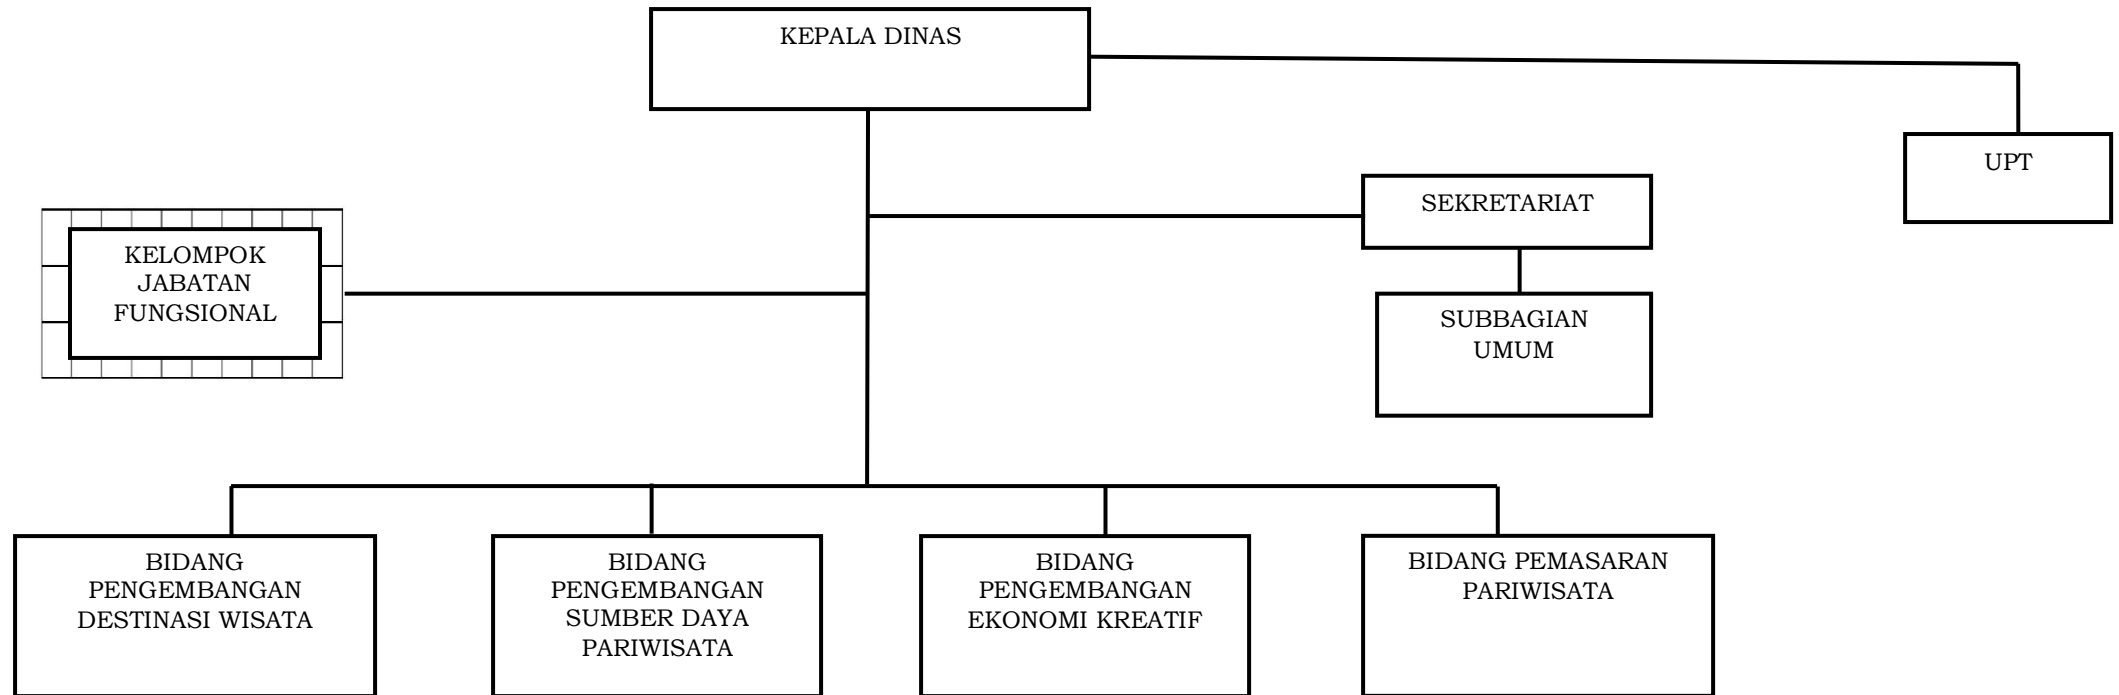 KEPALA DINAS
UPT
SEKRETARIAT
KELOMPOK
JABATAN
FUNGSIONAL
SUBBAGIAN
UMUM
BIDANG
PENGEMBANGAN
DESTINASI WISATA
BIDANG
PENGEMBANGAN
SUMBER DAYA
PARIWISATA
BIDANG
PENGEMBANGAN
EKONOMI KREATIF
BIDANG PEMASARAN
PARIWISATA